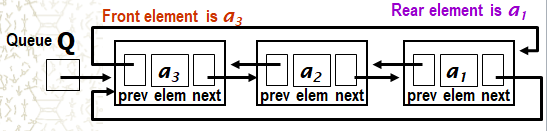 Front element is a₃
Rear element is a₁
Queue Q
a₃
a₂
a₁
prev elem next
prev elem next
prev elem next